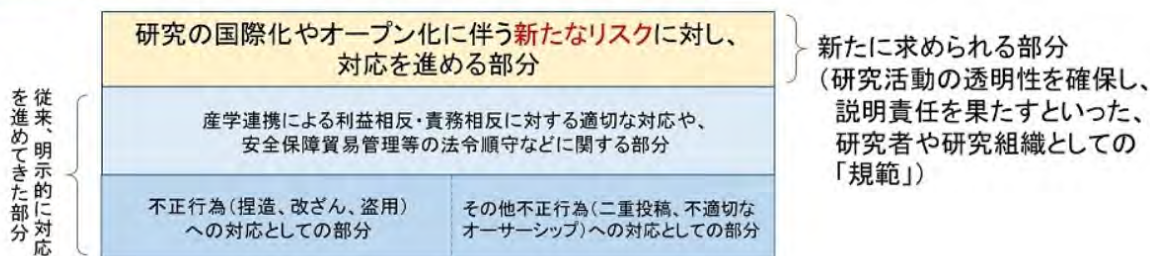 研究の国際化やオープン化に伴う新たなリスクに対し、
対応を進める部分
新たに求められる部分
（研究活動の透明性を確保し、
説明責任を果たすといった、
研究者や研究組織としての
「規範」）
従来、明示的に対応
を進めてきた部分
産学連携による利益相反・責務相反に対する適切な対応や、
安全保障貿易管理等の法令順守などに関する部分
不正行為（捏造、改ざん、盗用）
への対応としての部分
その他不正行為（二重投稿、不適切な
オーサーシップ）への対応としての部分